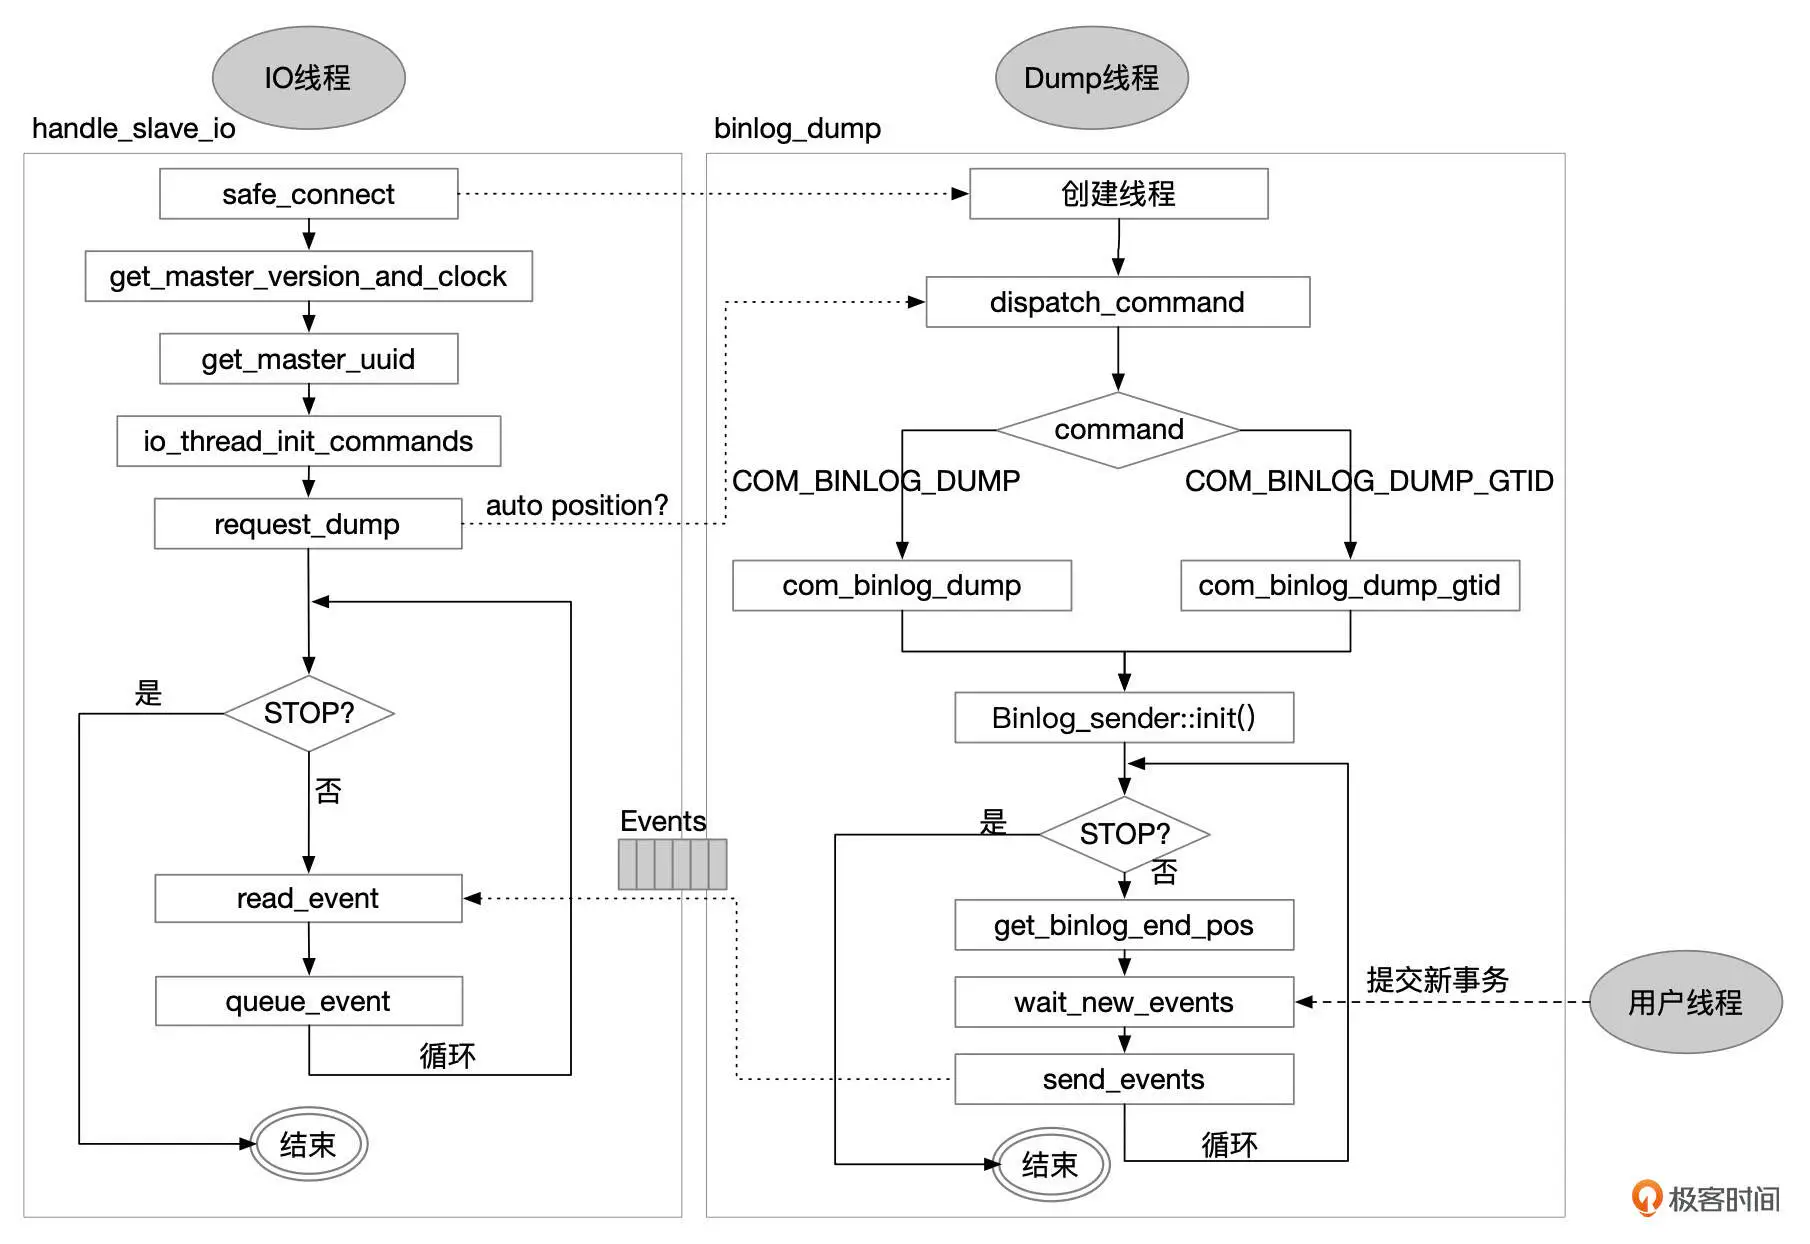 IO线程
handle_slave_io
safe_connect
get_master_version_and_clock
get_master_uuid
io_thread_init_commands
request_dump
auto position?
STOP?
是
否
read_event
queue_event
循环
结束
Events
Dump线程
binlog_dump
创建线程
dispatch_command
command
COM_BINLOG_DUMP
COM_BINLOG_DUMP_GTID
com_binlog_dump
com_binlog_dump_gtid
Binlog_sender::init()
STOP?
是
否
get_binlog_end_pos
wait_new_events
send_events
循环
结束
提交新事务
用户线程
极客时间